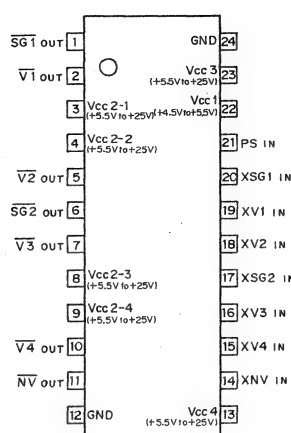 SG1 OUT 1
V1 OUT 2
3 Vcc 2-1
(+5.5V to +25V)
4 Vcc 2-2
(+5.5V to +25V)
V2 OUT 5
SG2 OUT 6
V3 OUT 7
8 Vcc 2-3
(+5.5V to +25V)
9 Vcc 2-4
(+5.5V to +25V)
V4 OUT 10
NV OUT 11
12 GND
GND 24
Vcc 3 23
(+5.5V to +25V)
Vcc 1 22
(+4.5V to +5.5V)
21 PS IN
20 XSG1 IN
19 XV1 IN
18 XV2 IN
17 XSG2 IN
16 XV3 IN
15 XV4 IN
14 XNV IN
Vcc 4 13
(+5.5V to +25V)